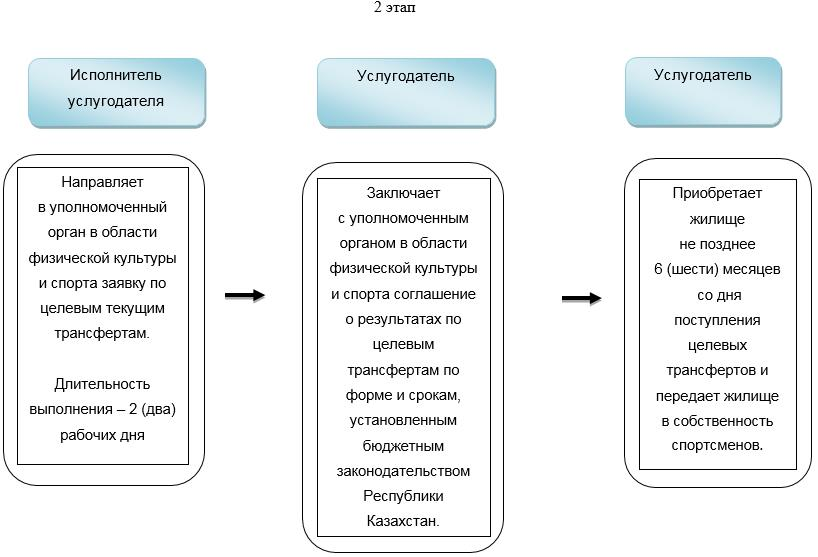 2 этап
Исполнитель
услугодателя
Услугодатель
Услугодатель
Направляет
в уполномоченный
орган в области
физической культуры
и спорта заявку по
целевым текущим
трансфертам.
Длительность
выполнения – 2 (два)
рабочих дня
Заключает
с уполномоченным
органом в области
физической культуры
и спорта соглашение
о результатах по
целевым
трансфертам по
форме и срокам,
установленным
бюджетным
законодательством
Республики
Казахстан.
Приобретает
жилище
не позднее
6 (шести) месяцев
со дня
поступления
целевых
трансфертов и
передает жилище
в собственность
спортсменов.